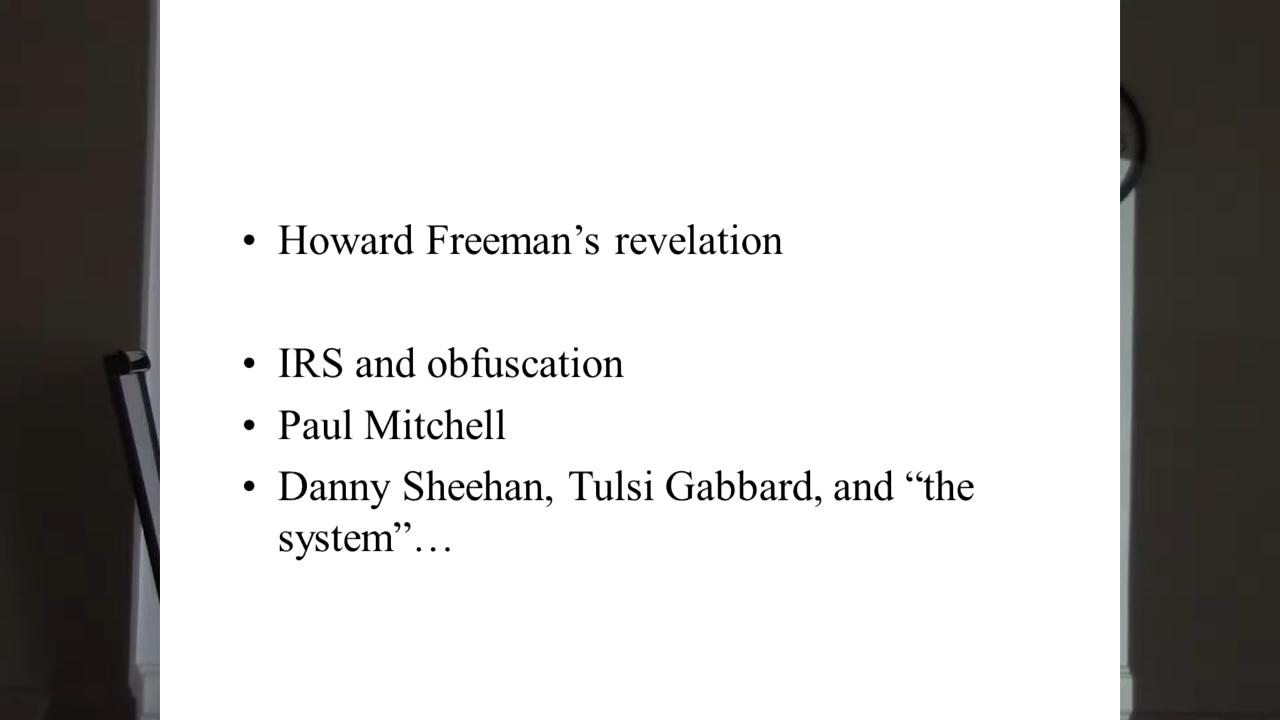 • Howard Freeman’s revelation
• IRS and obfuscation
• Paul Mitchell
• Danny Sheehan, Tulsi Gabbard, and “the
system”…